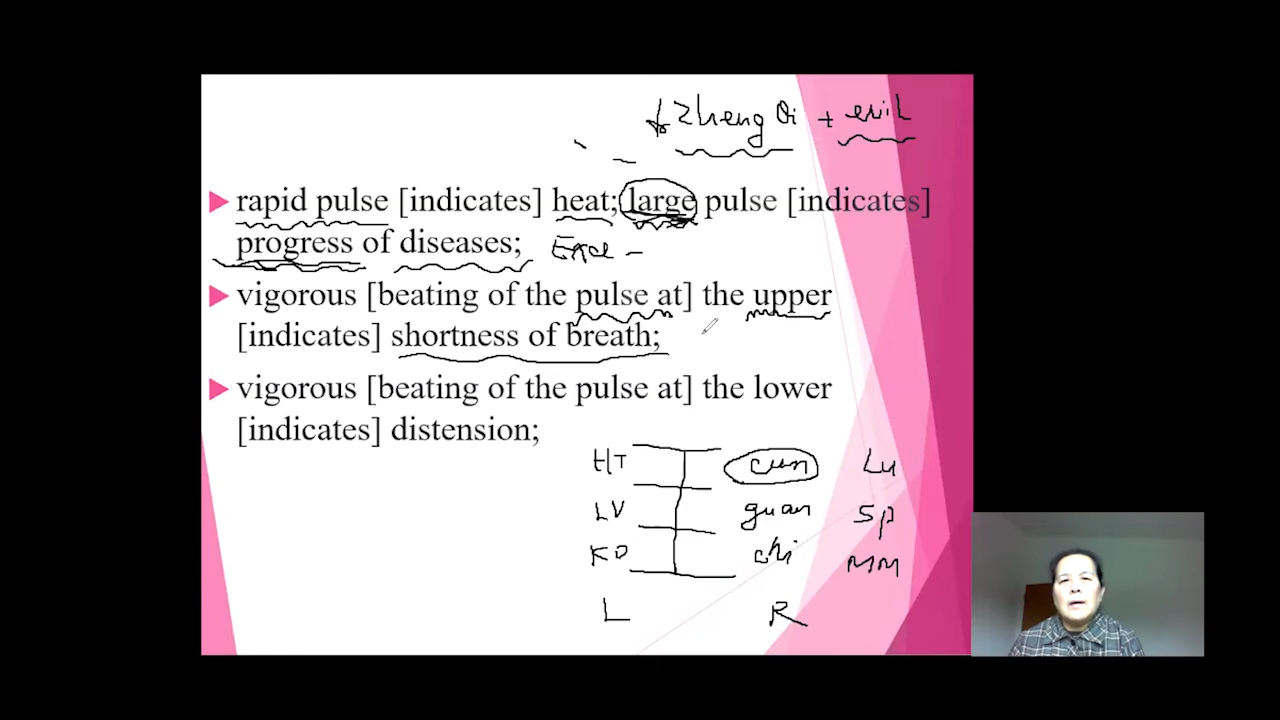 Zheng Qi + evil
rapid pulse [indicates] heat; large pulse [indicates]
progress of diseases;
vigorous [beating of the pulse at] the upper
[indicates] shortness of breath;
vigorous [beating of the pulse at] the lower
[indicates] distension;
HT cun Lu
LV guan Sp
KD chi MM
L R